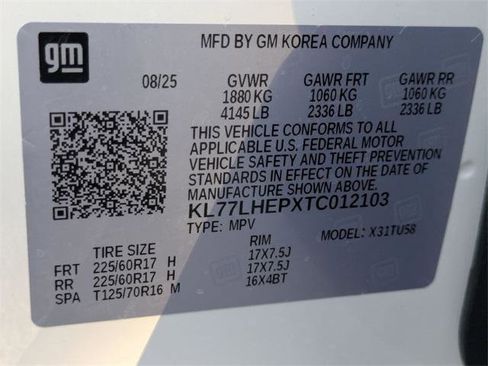 gm
MFD BY GM KOREA COMPANY
08/25 GVWR GAWR FRT GAWR RR
1880 KG 1060 KG 1060 KG
4145 LB 2336 LB 2336 LB
THIS VEHICLE CONFORMS TO ALL
APPLICABLE U.S. FEDERAL MOTOR
VEHICLE SAFETY AND THEFT PREVENTION
STANDARDS IN EFFECT ON THE DATE OF
MANUFACTURE SHOWN ABOVE.
KL77LHEPXTC012103
TYPE: MPV MODEL: X31TU58
TIRE SIZE RIM
FRT 225/60R17 H 17X7.5J
RR 225/60R17 H 17X7.5J
SPA T125/70R16 M 16X4BT